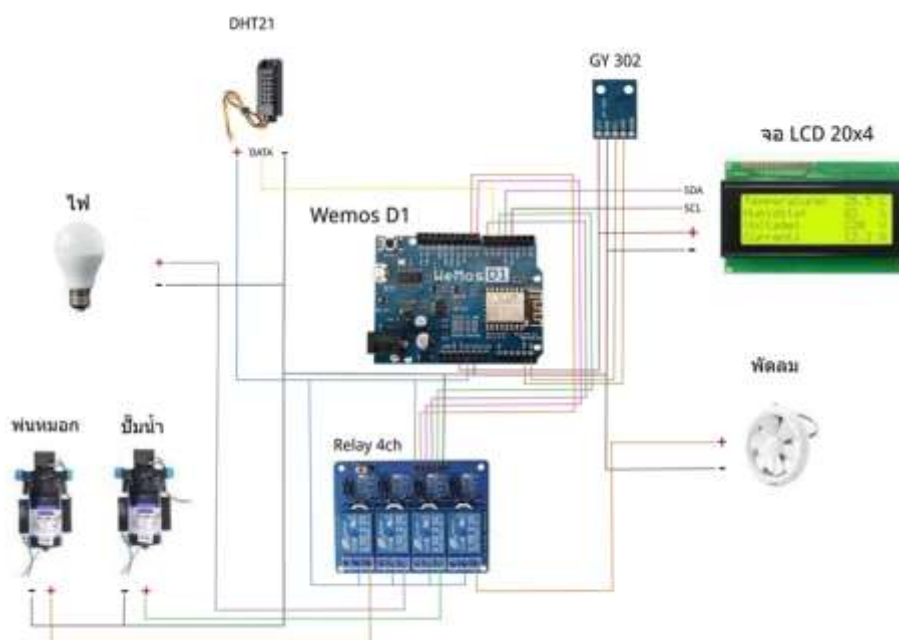 DHT21
GY 302
จอ LCD 20x4
+ DATA -
SDA
SCL
+
-
ไฟ
+
-
Wemos D1
WeMos D1
พัดลม
+
-
พ่นหมอก
ปั๊มน้ำ
Relay 4ch
- +
- +